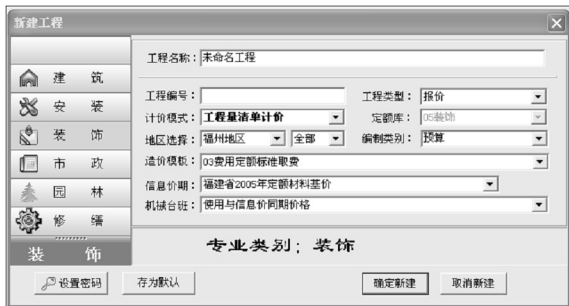 新建工程
工程名称：未命名工程
建 筑
安 装
装 饰
市 政
园 林
修 缮
装 饰
工程编号：
工程类型：报价
计价模式：工程量清单计价
定额库：05装饰
地区选择：福州地区 全部
编制类别：预算
造价模板：03费用定额标准取费
信息价期：福建省2005年定额材料基价
机械台班：使用与信息价同期价格
专业类别：装饰
设置密码
存为默认
确定新建
取消新建